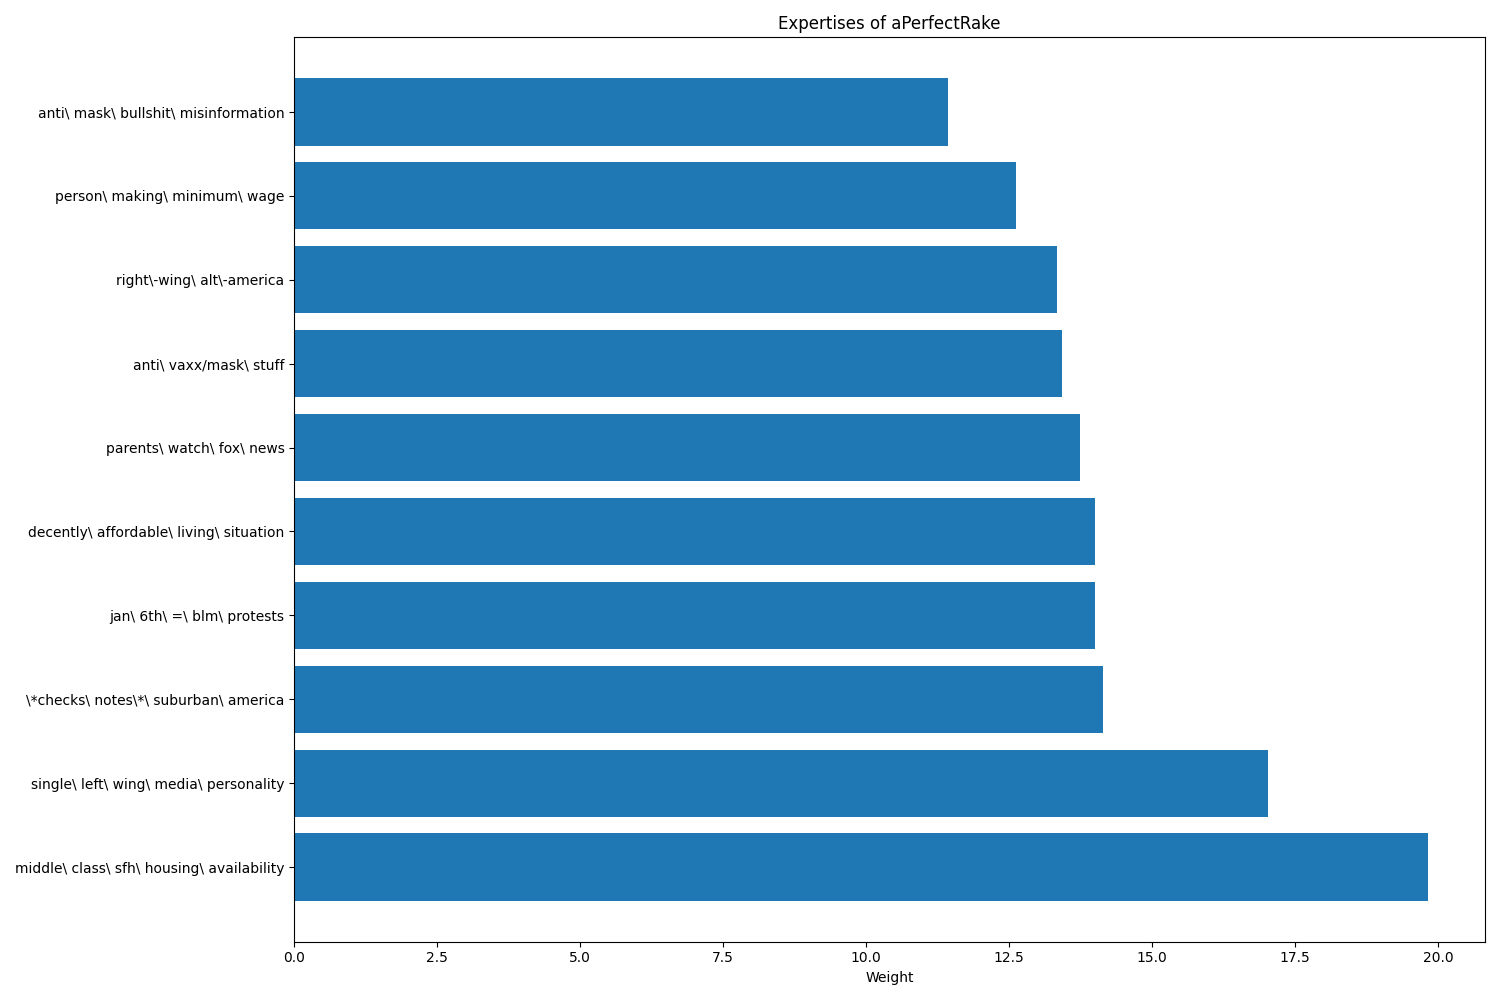 Expertises of aPerfectRake
anti\ mask\ bullshit\ misinformation
person\ making\ minimum\ wage
right\-wing\ alt\-america
anti\ vaxx/mask\ stuff
parents\ watch\ fox\ news
decently\ affordable\ living\ situation
jan\ 6th\ =\ blm\ protests
\*checks\ notes\*\ suburban\ america
single\ left\ wing\ media\ personality
middle\ class\ sfh\ housing\ availability
0.0 2.5 5.0 7.5 10.0 12.5 15.0 17.5 20.0
Weight